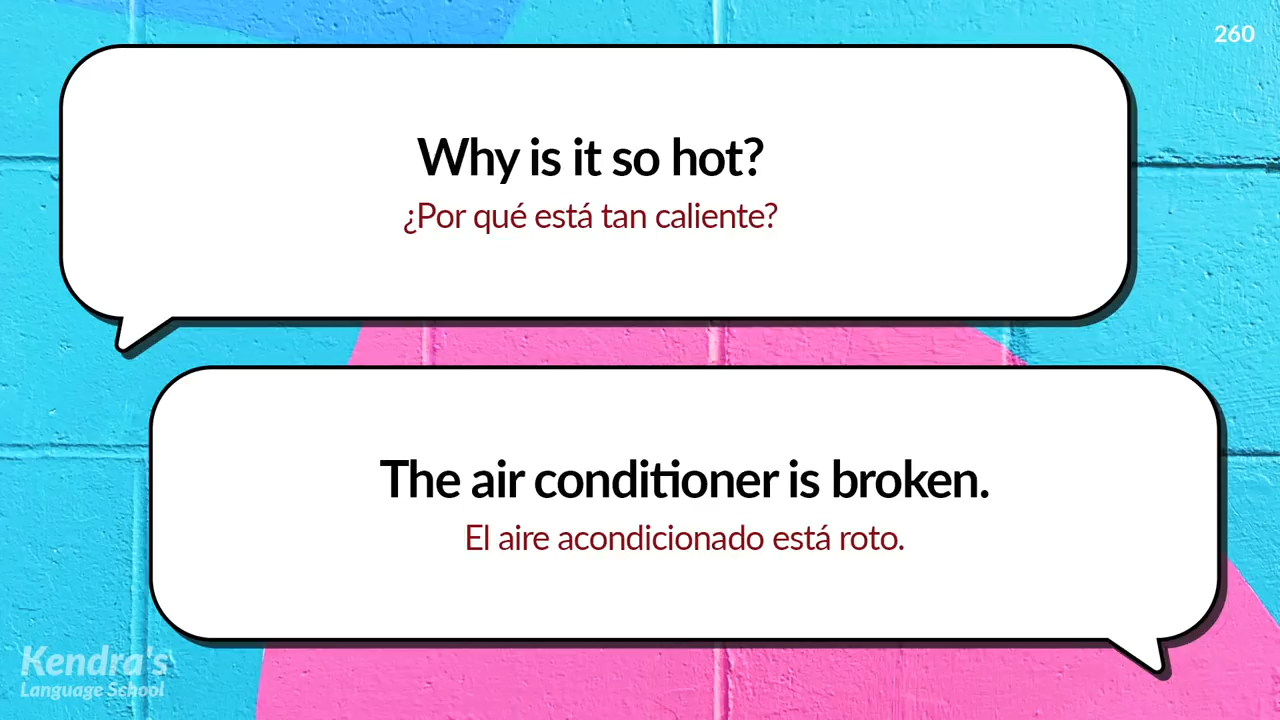 260
Why is it so hot?
¿Por qué está tan caliente?
The air conditioner is broken.
El aire acondicionado está roto.
Kendra's
Language School